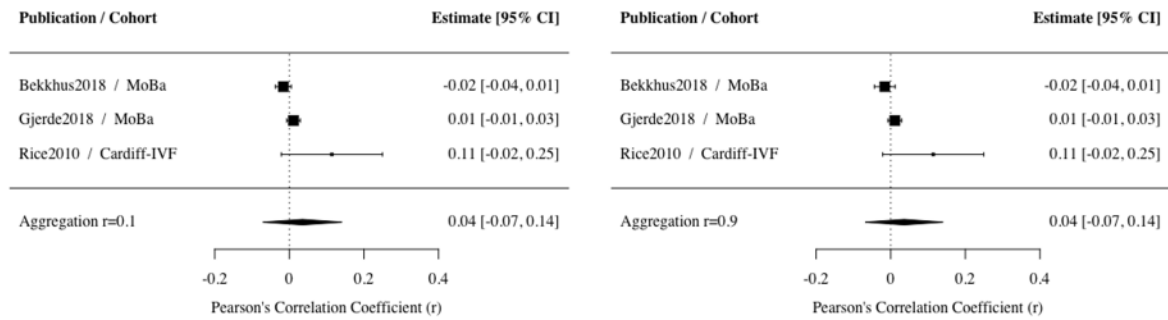 Publication / Cohort Estimate [95% CI]
Bekkhus2018 / MoBa -0.02 [-0.04, 0.01]
Gjerde2018 / MoBa 0.01 [-0.01, 0.03]
Rice2010 / Cardiff-IVF 0.11 [-0.02, 0.25]
Aggregation r=0.1 0.04 [-0.07, 0.14]
-0.2 0 0.2 0.4
Pearson's Correlation Coefficient (r)
Publication / Cohort Estimate [95% CI]
Bekkhus2018 / MoBa -0.02 [-0.04, 0.01]
Gjerde2018 / MoBa 0.01 [-0.01, 0.03]
Rice2010 / Cardiff-IVF 0.11 [-0.02, 0.25]
Aggregation r=0.9 0.04 [-0.07, 0.14]
-0.2 0 0.2 0.4
Pearson's Correlation Coefficient (r)